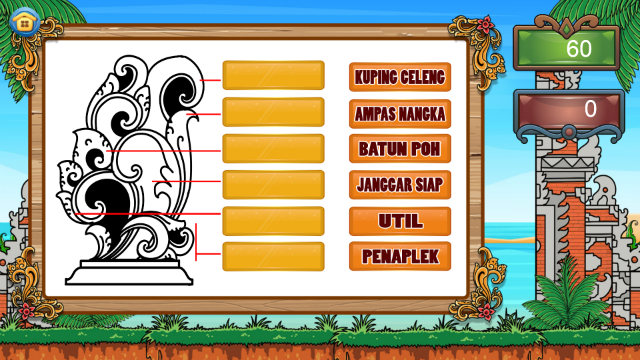 60
KUPING CELENG
0
AMPAS NANGKA
BATUN POH
JANGGAR SIAP
UTIL
PENAPLEK